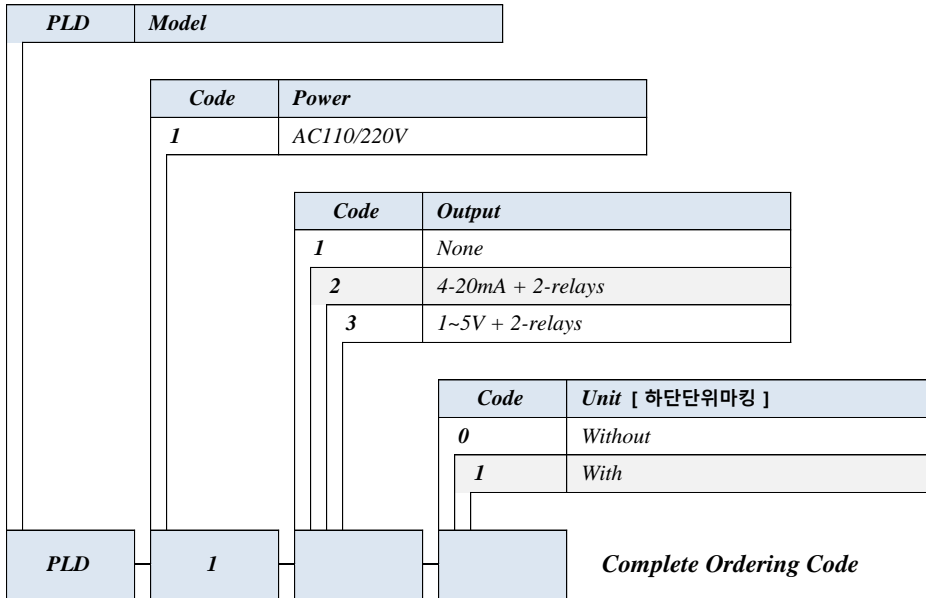 PLD Model
Code Power
1 AC110/220V
Code Output
1 None
2 4-20mA + 2-relays
3 1~5V + 2-relays
Code Unit [ 하단단위마킹 ]
0 Without
1 With
PLD 1 Complete Ordering Code